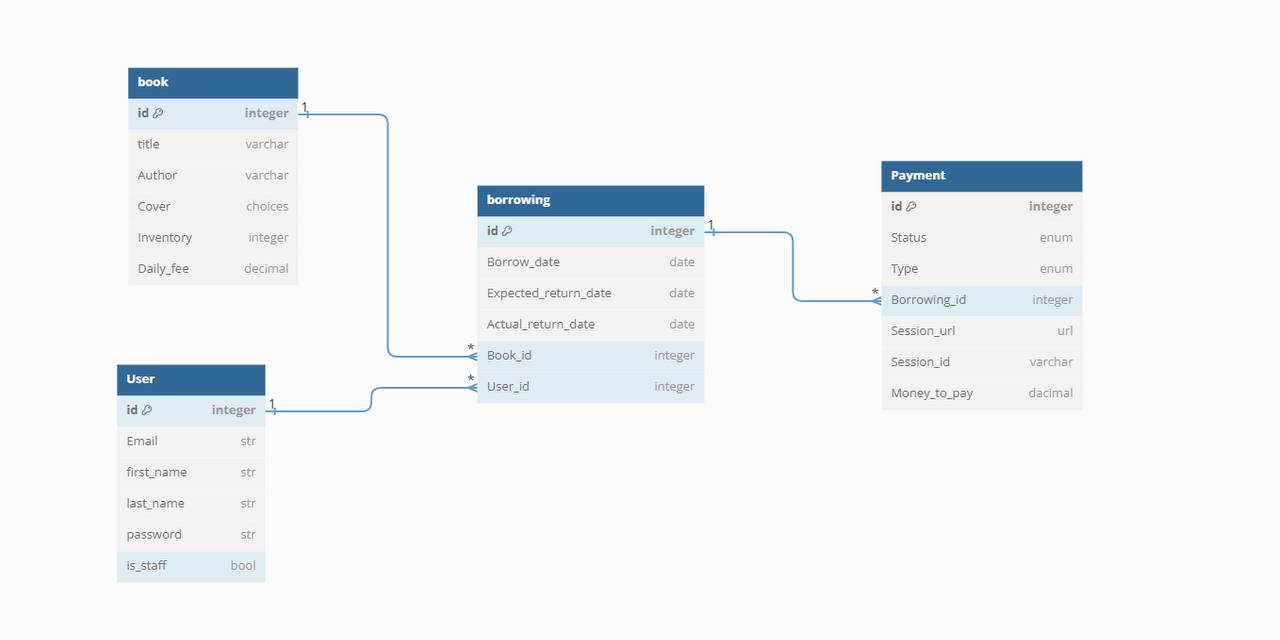 book
id integer
title varchar
Author varchar
Cover choices
Inventory integer
Daily_fee decimal
1
*
User
id integer
Email str
first_name str
last_name str
password str
is_staff bool
1
*
borrowing
id integer
Borrow_date date
Expected_return_date date
Actual_return_date date
Book_id integer
User_id integer
1
*
Payment
id integer
Status enum
Type enum
Borrowing_id integer
Session_url url
Session_id varchar
Money_to_pay dacimal